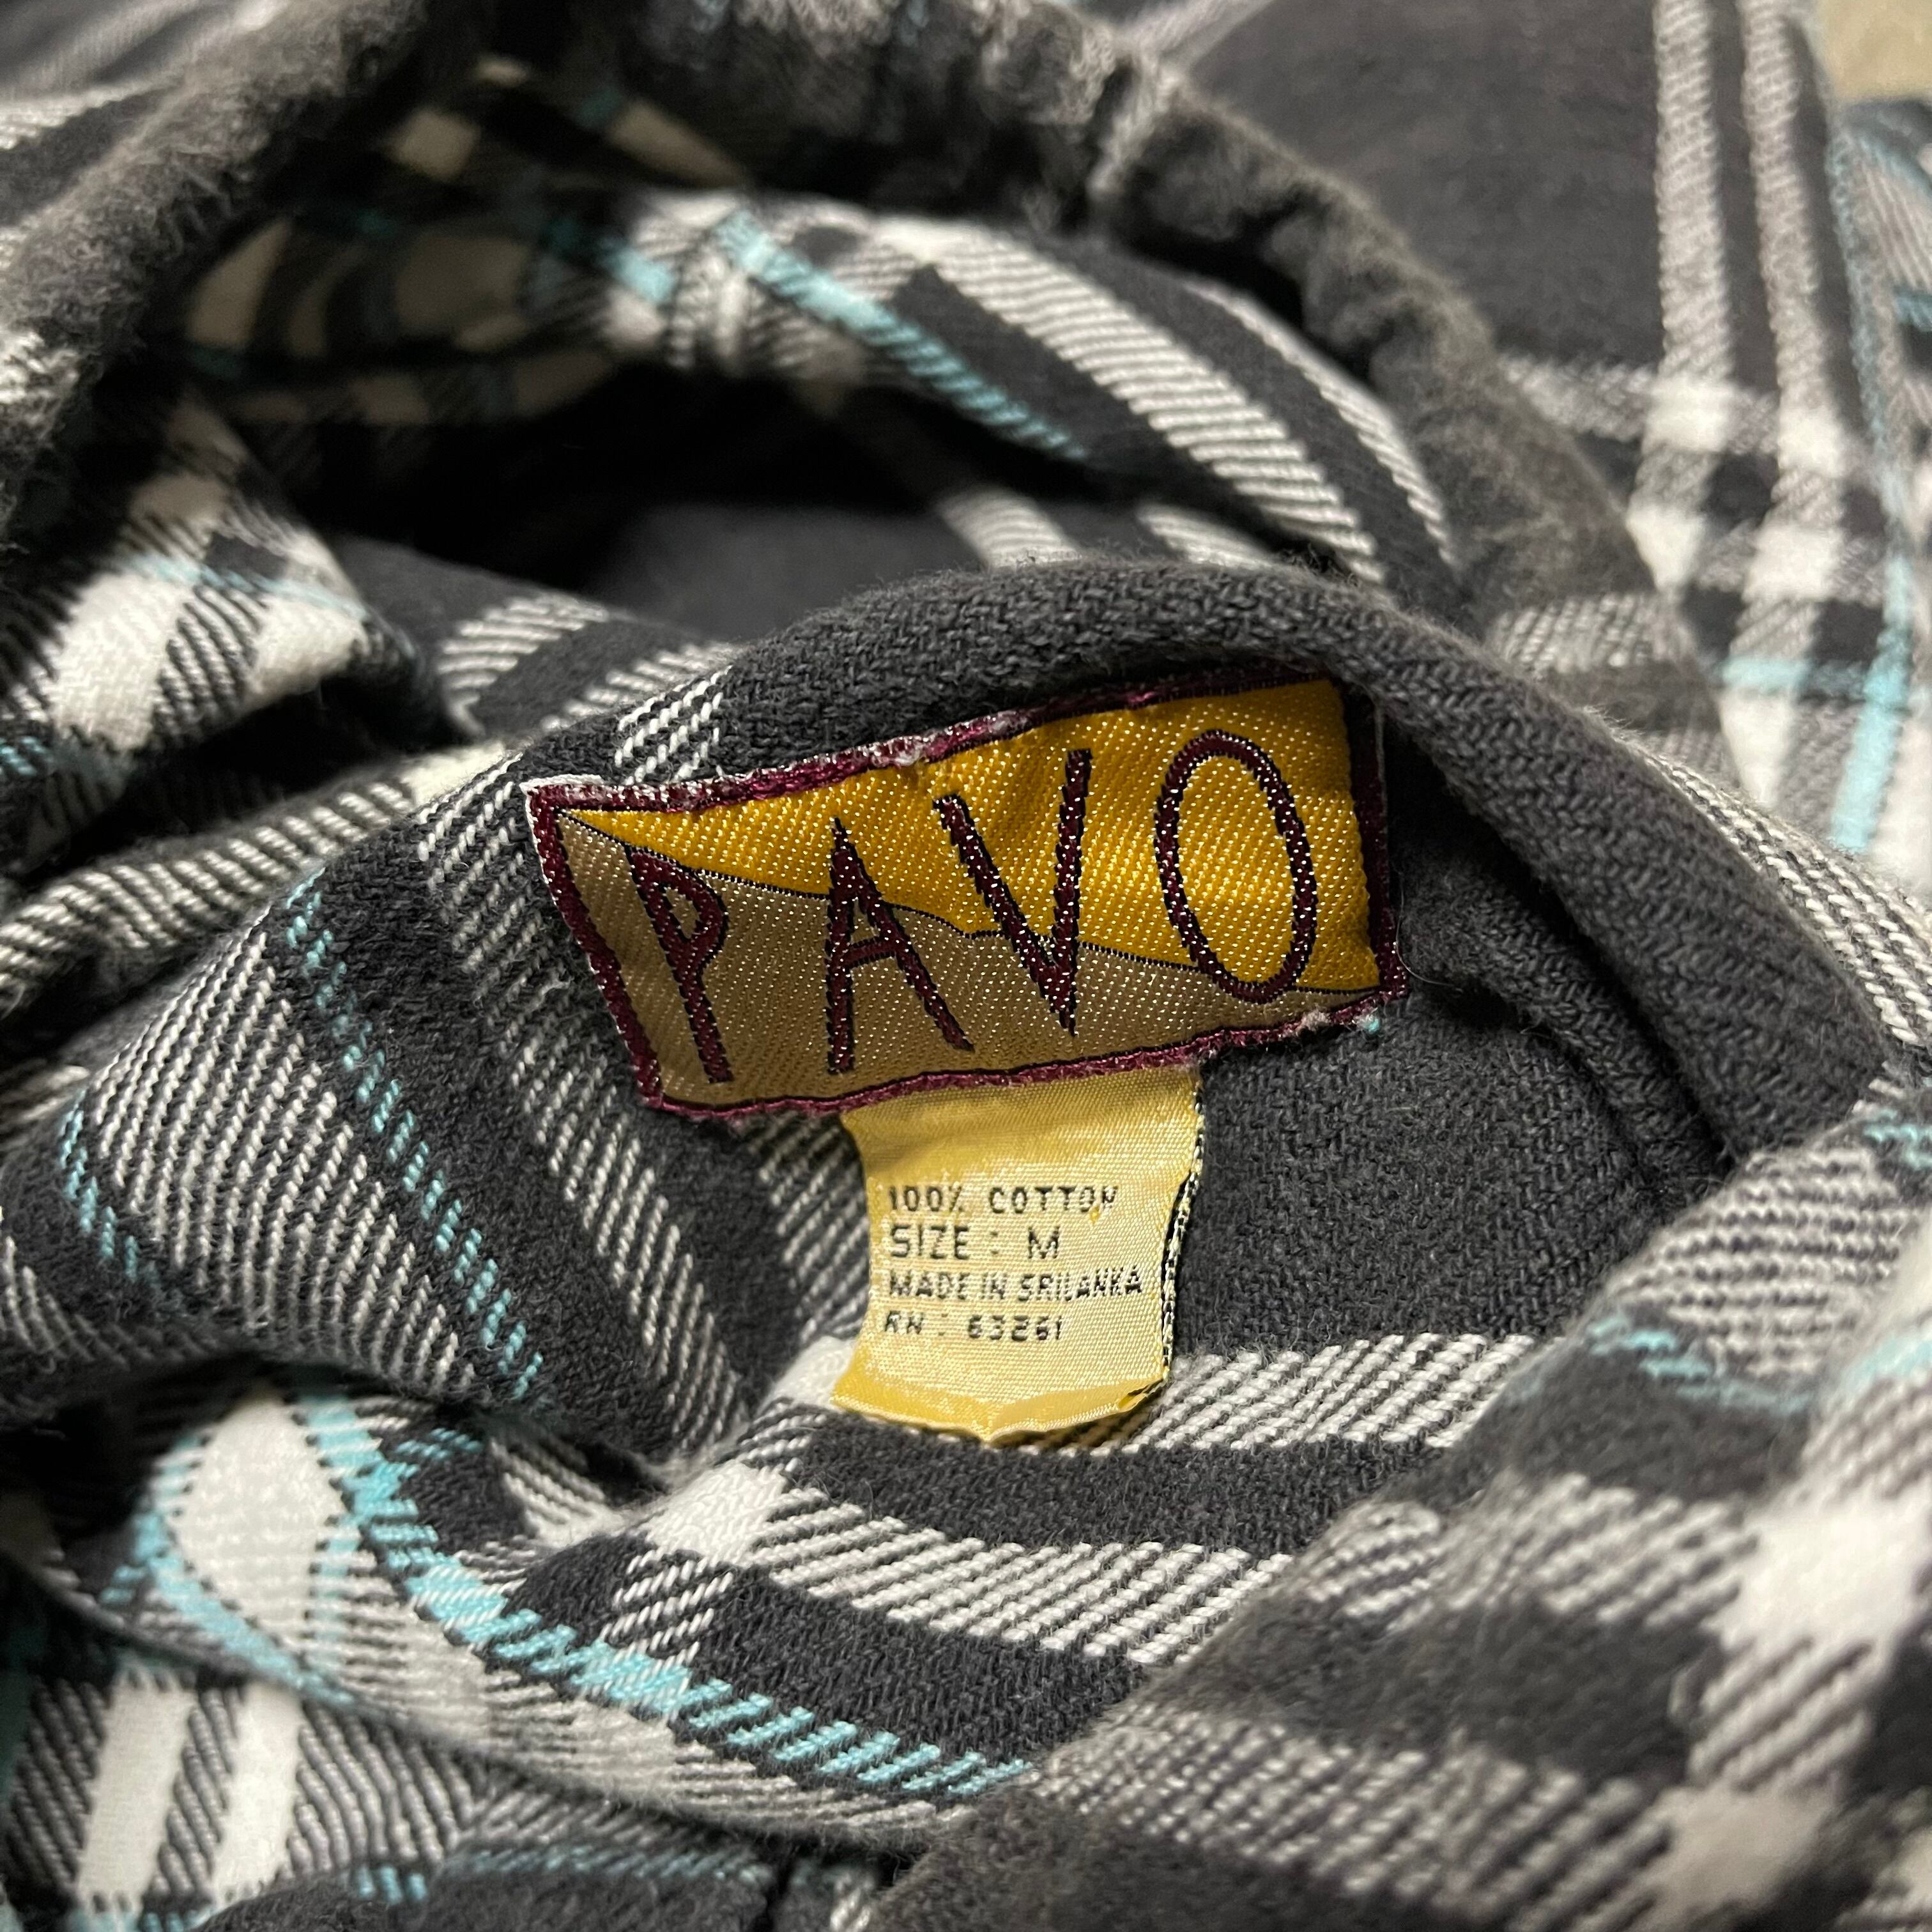 PAVO
100% COTTON
SIZE : M
MADE IN SRILANKA
RN : 63261